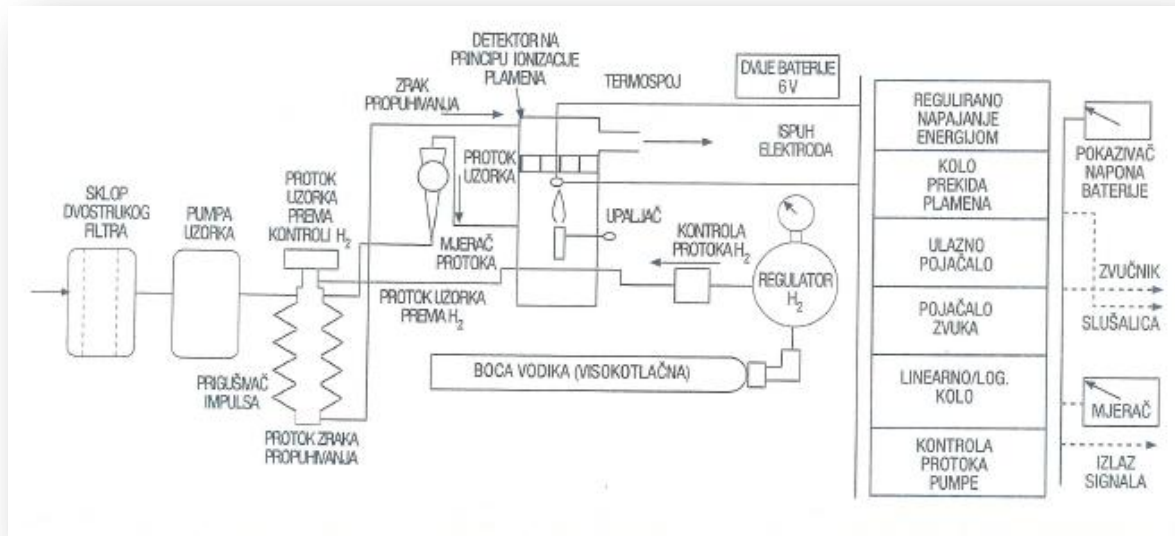 DETEKTOR NA
PRINCIPU IONIZACIJE
PLAMENA
ZRAK
PROPUHIVANJA
TERMOSPOJ
DVIJE BATERIJE
6 V
ISPUH
ELEKTRODA
PROTOK
UZORKA
SKLOP
DVOSTRUKOG
FILTRA
PUMPA
UZORKA
PROTOK
UZORKA
PREMA
KONTROLI H₂
MJERAČ
PROTOKA
UPALJAČ
KONTROLA
PROTOKA H₂
REGULATOR
H₂
PROTOK UZORKA
PREMA H₂
BOCA VODIKA (VISOKOTLAČNA)
PRIGUŠIVAČ
IMPULSA
PROTOK ZRAKA
PROPUHIVANJA
REGULIRANO
NAPAJANJE
ENERGIJOM
KOLO
PREKIDA
PLAMENA
ULAZNO
POJAČALO
POJAČALO
ZVUKA
LINEARNO/LOG.
KOLO
KONTROLA
PROTOKA
PUMPE
POKAZIVAČ
NAPONA
BATERIJE
ZVUČNIK
SLUŠALICA
MJERAČ
IZLAZ
SIGNALA